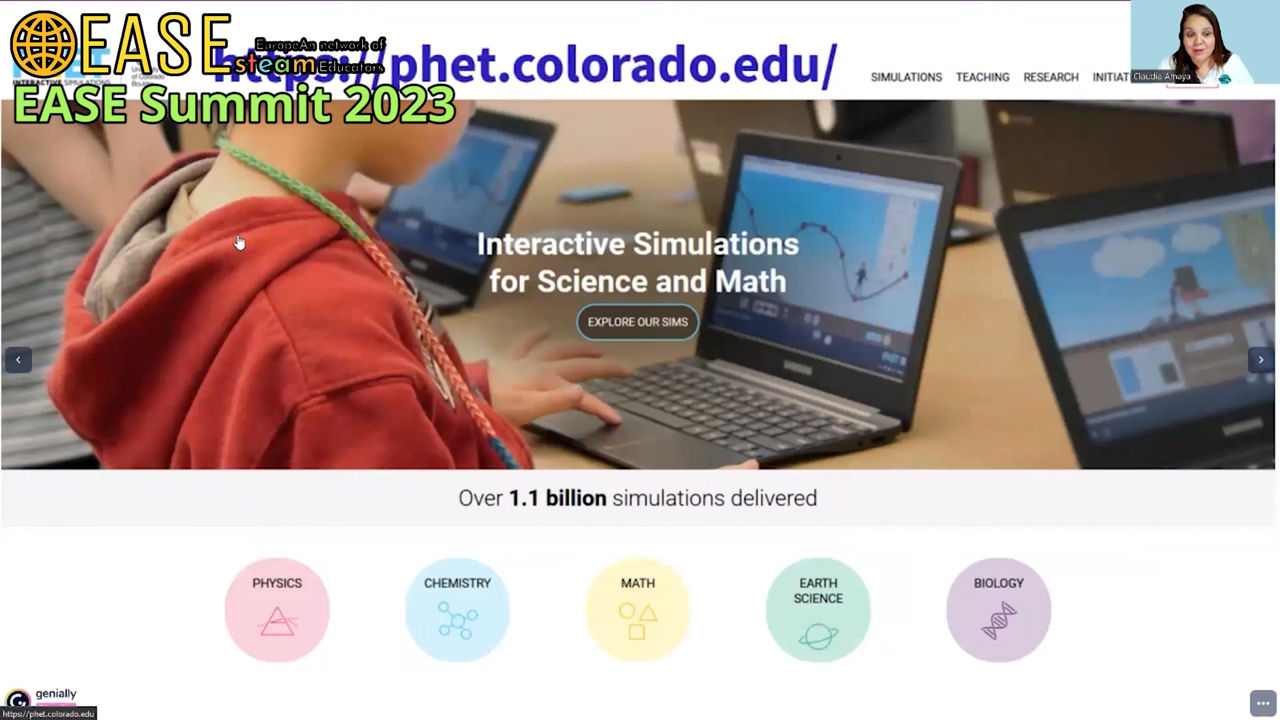 EASE
EuropeAn network of
steam Educators
https://phet.colorado.edu/
EASE Summit 2023
SIMULATIONS
TEACHING
RESEARCH
Claudia Amaya
Interactive Simulations
for Science and Math
EXPLORE OUR SIMS
Over 1.1 billion simulations delivered
PHYSICS
CHEMISTRY
MATH
EARTH
SCIENCE
BIOLOGY
genially
https://phet.colorado.edu